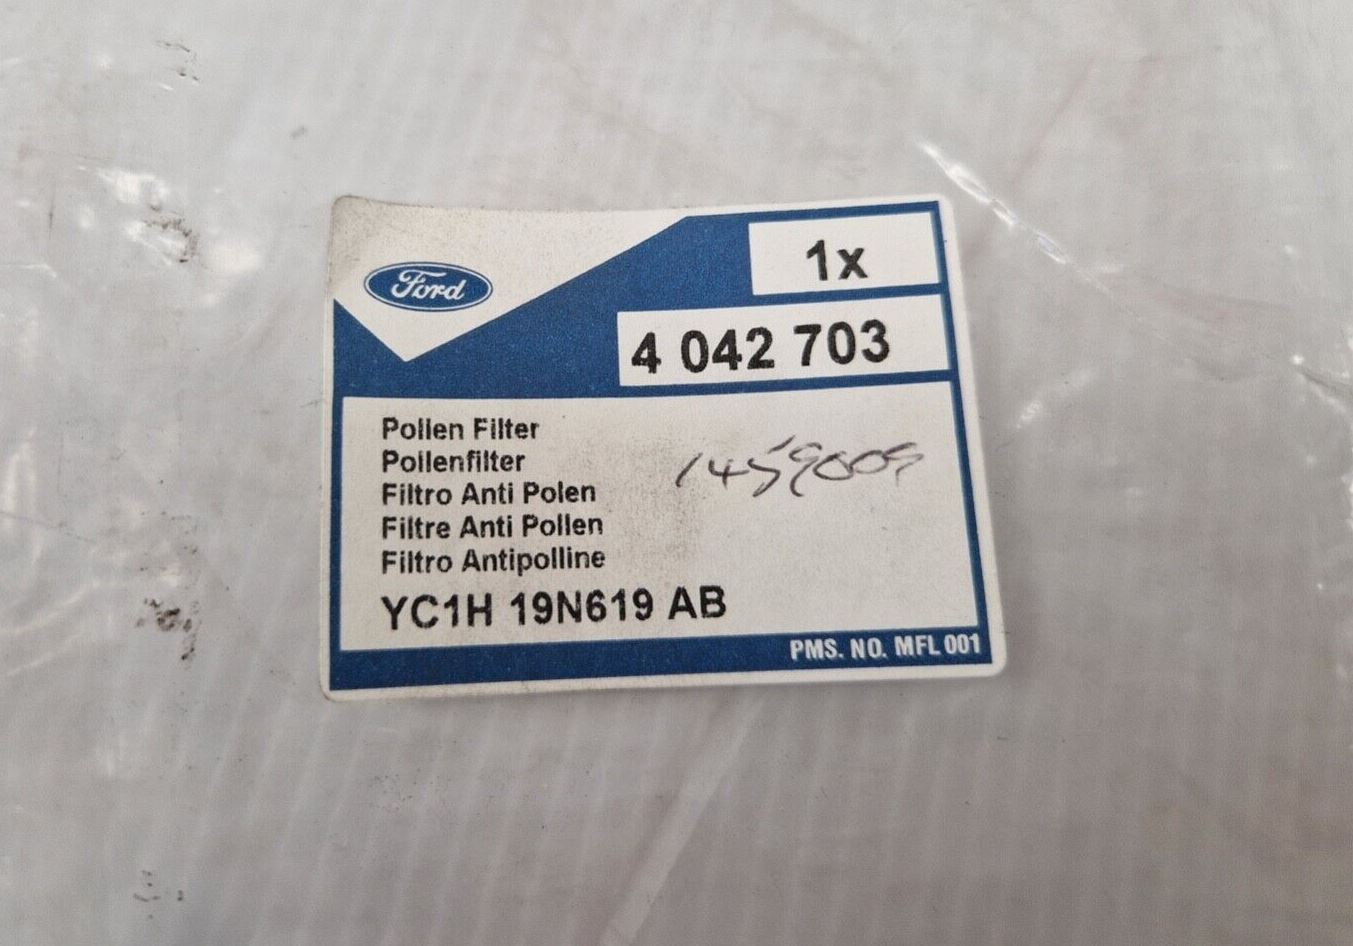 Ford
1x
4 042 703
Pollen Filter
Pollenfilter
1459009
Filtro Anti Polen
Filtre Anti Pollen
Filtro Antipolline
YC1H 19N619 AB
PMS. NO. MFL 001